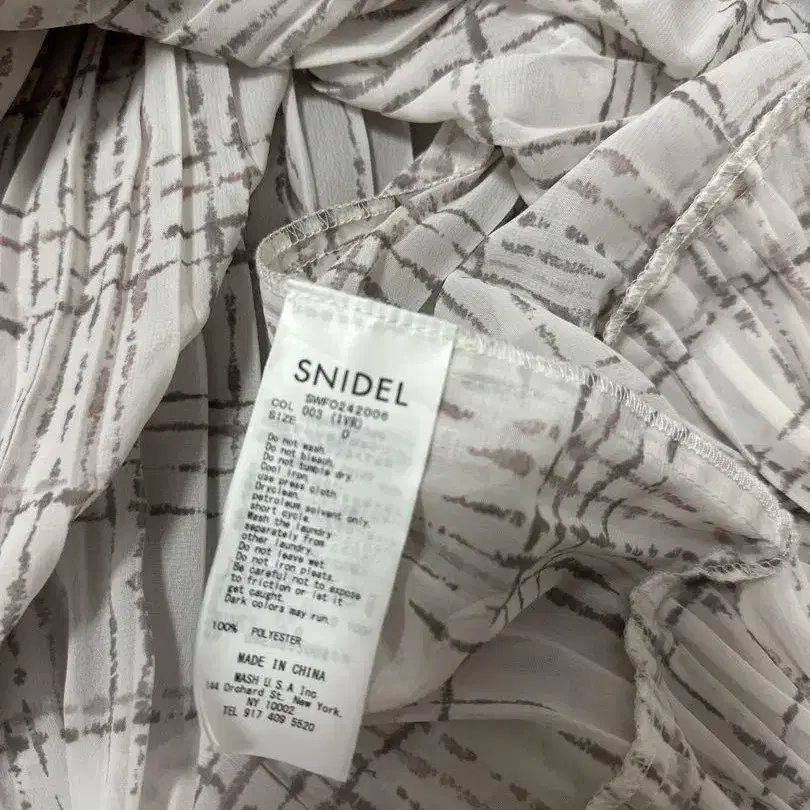 SNIDEL
SWFO242006
COL 003 (IVR)
SIZE 0
Do not wash.
Do not bleach.
Do not tumble dry.
Cool iron.
use press cloth.
Dryclean.
petroleum solvent only.
short cycle.
Wash the laundry
separately from
other laundry.
Do not leave wet.
Do not iron pleats.
Be careful not to expose
to friction or let it
get caught.
Dark colors may run.
100% POLYESTER
MADE IN CHINA
MASH U.S.A Inc
144 Orchard St. New York,
NY 10002
TEL 917 409 5520